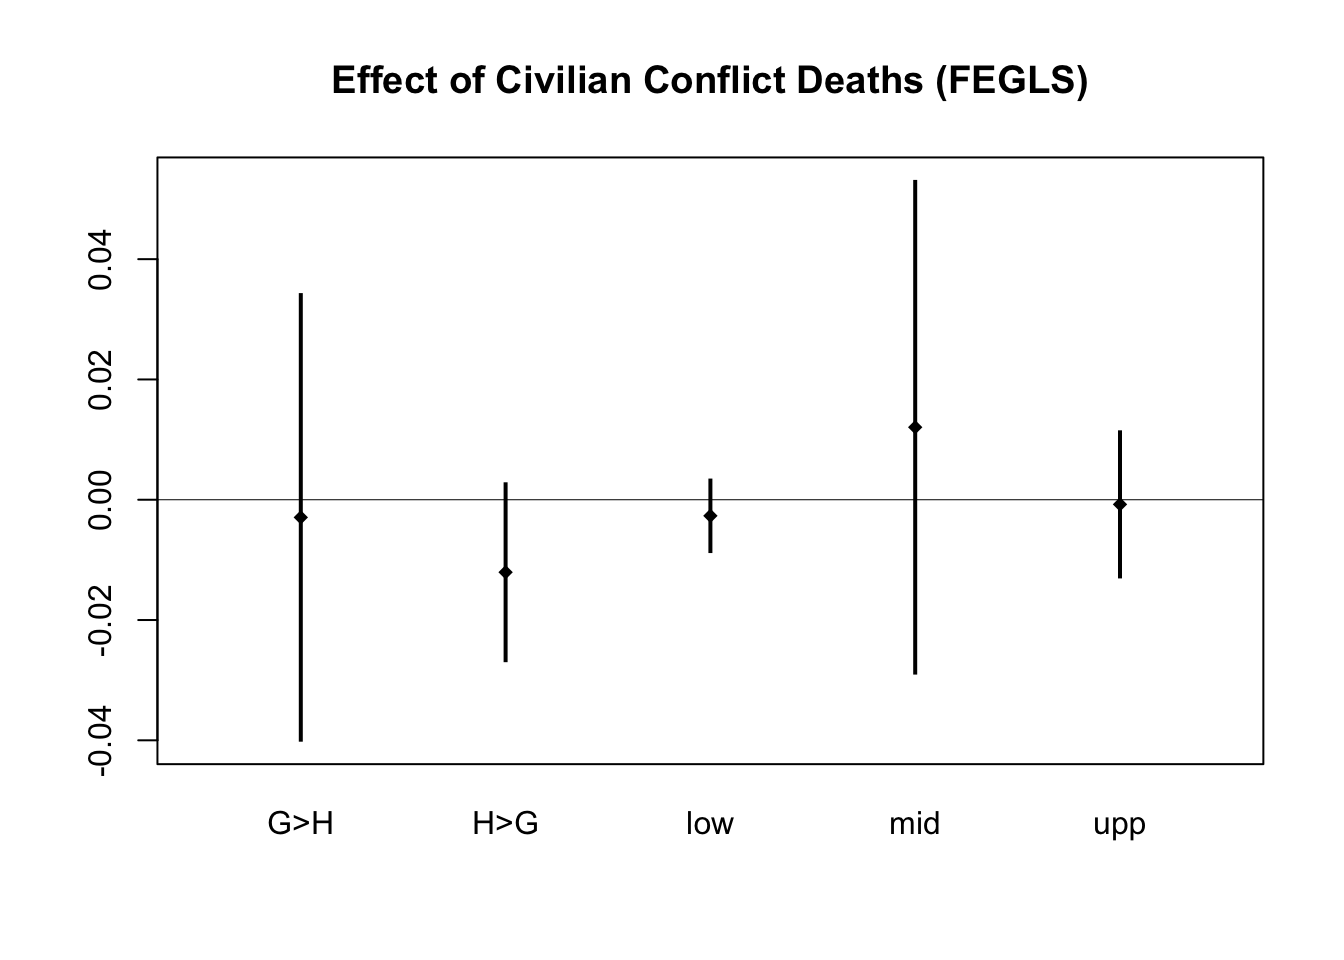 Effect of Civilian Conflict Deaths (FEGLS)
0.04
0.02
0.00
-0.02
-0.04
G>H H>G low mid upp